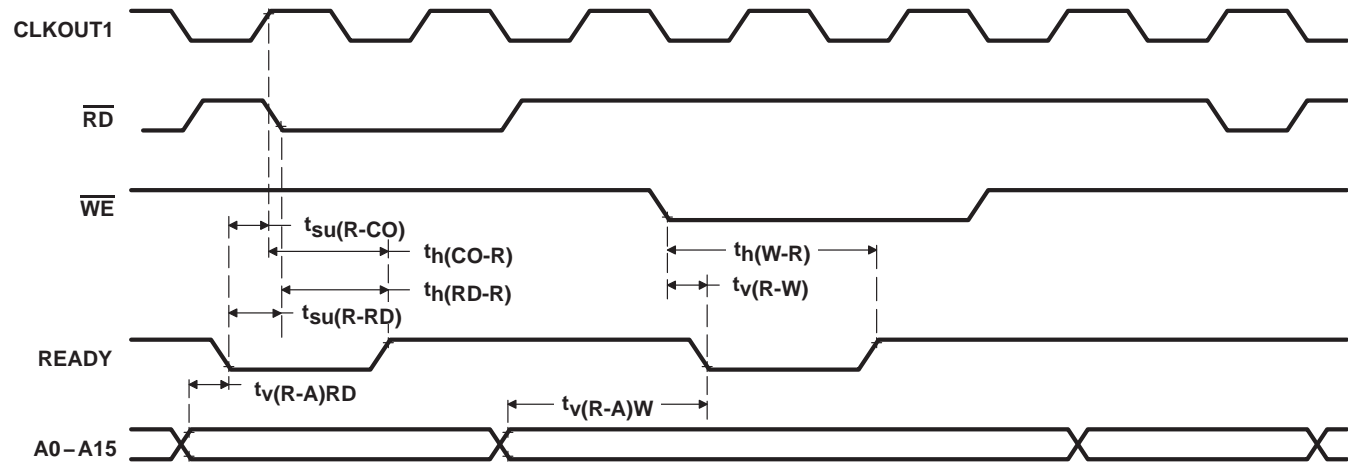 CLKOUT1
RD
WE
tsu(R-CO)
th(CO-R)
th(W-R)
th(RD-R)
tv(R-W)
tsu(R-RD)
READY
tv(R-A)RD
tv(R-A)W
A0–A15